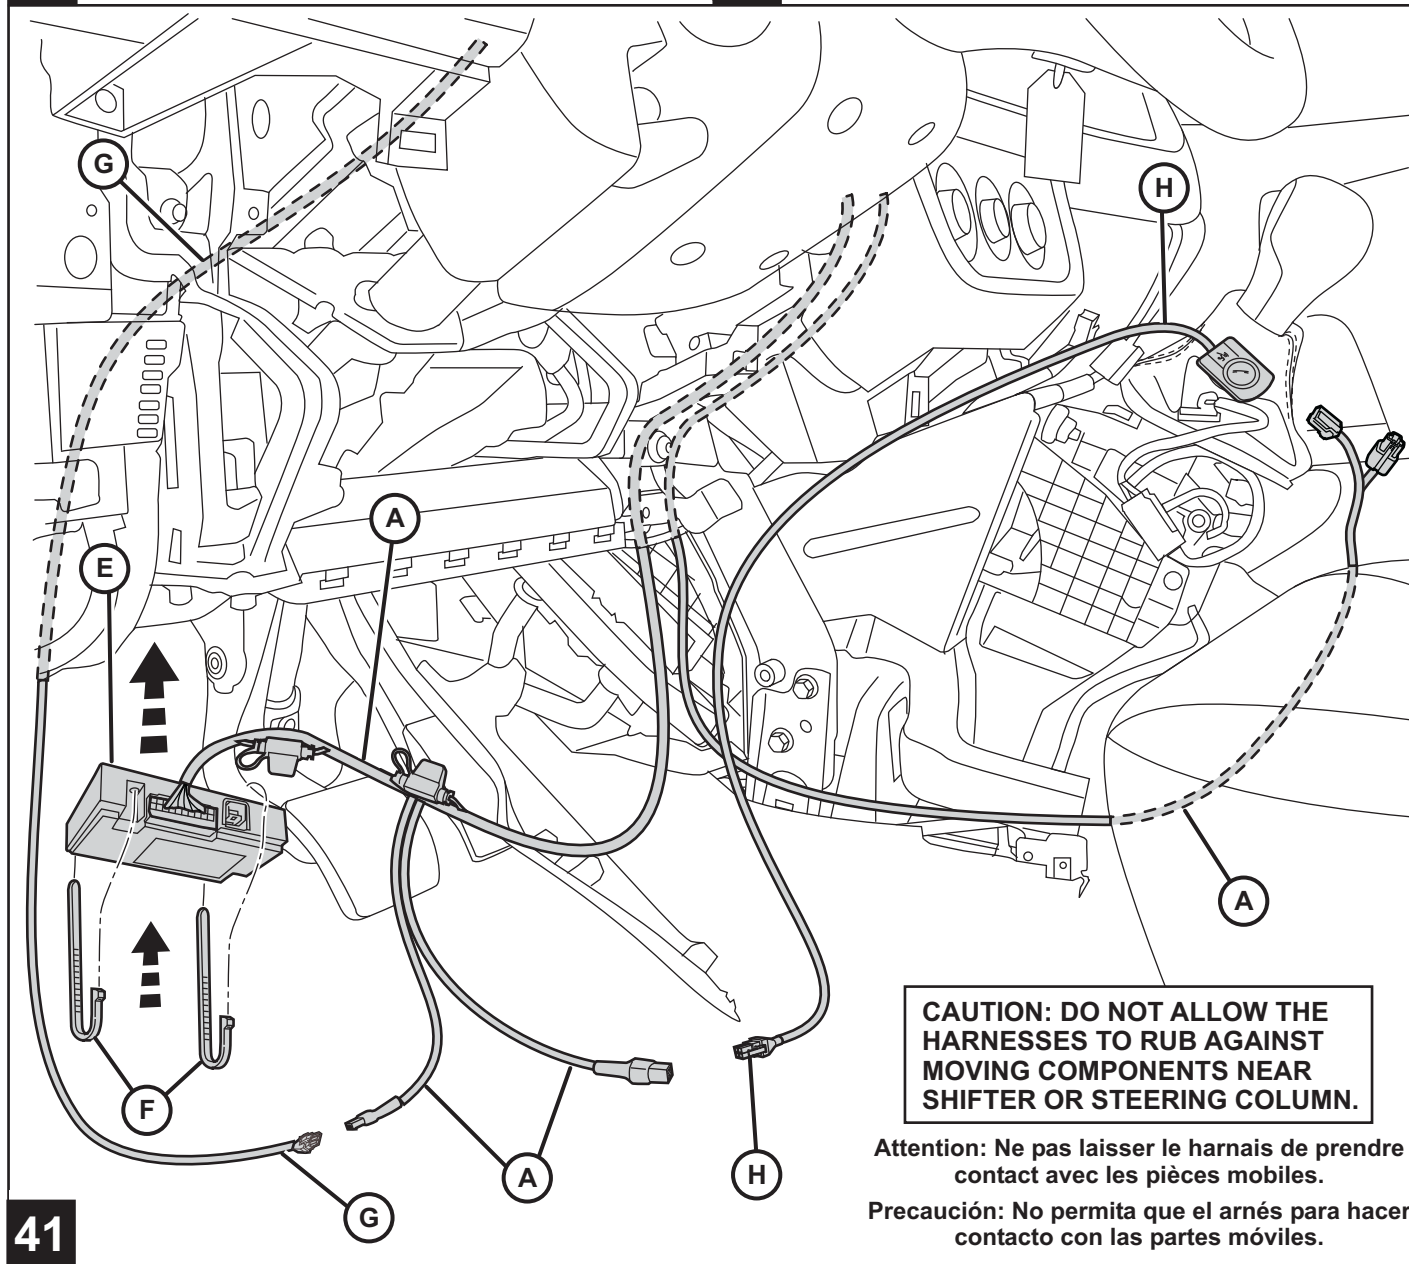 G
H
A
E
A
F
A
H
G
CAUTION: DO NOT ALLOW THE
HARNESSES TO RUB AGAINST
MOVING COMPONENTS NEAR
SHIFTER OR STEERING COLUMN.
Attention: Ne pas laisser le harnais de prendre
contact avec les pièces mobiles.
Precaución: No permita que el arnés para hacer
contacto con las partes móviles.
41